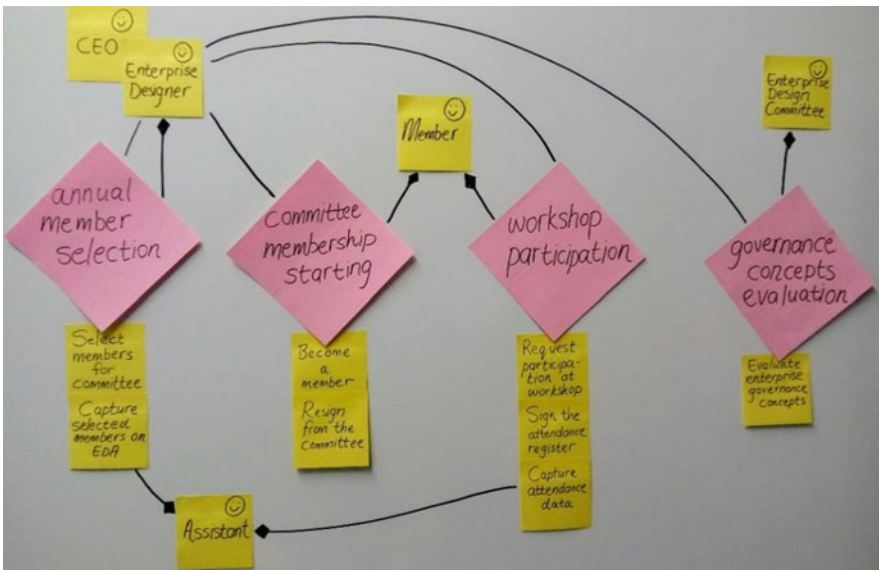 CEO
Enterprise
Designer
Member
Enterprise
Design
Committee
annual
member
selection
Committee
membership
starting
workshop
participation
governance
concepts
evaluation
Select
members
for
committee
Capture
selected
members on
EDA
Become
a
member
Resign
from the
Committee
Request
participa-
tion at
workshop
Sign the
attendance
register
Capture
attendance
data
Evaluate
enterprise
governance
concepts
Assistant